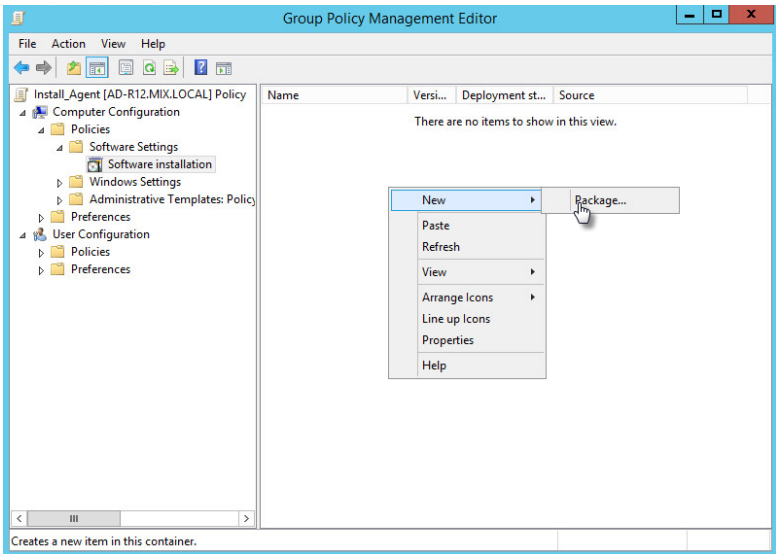 Group Policy Management Editor
File Action View Help
Install_Agent [AD-R12.MIX.LOCAL] Policy
Computer Configuration
Policies
Software Settings
Software installation
Windows Settings
Administrative Templates: Policy
Preferences
User Configuration
Policies
Preferences
Name Versi... Deployment st... Source
There are no items to show in this view.
New
Package...
Paste
Refresh
View
Arrange Icons
Line up Icons
Properties
Help
Creates a new item in this container.